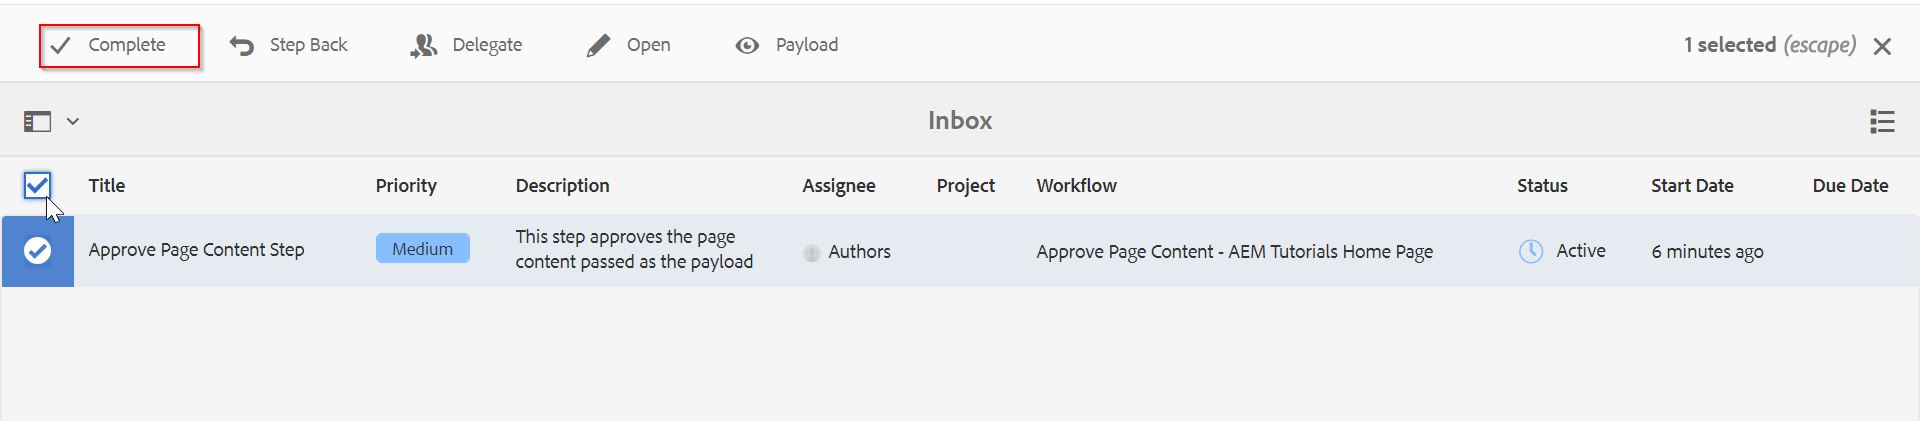 Complete Step Back Delegate Open Payload 1 selected (escape)
Inbox
Title Priority Description Assignee Project Workflow Status Start Date Due Date
Approve Page Content Step Medium This step approves the page Authors Approve Page Content - AEM Tutorials Home Page Active 6 minutes ago
content passed as the payload